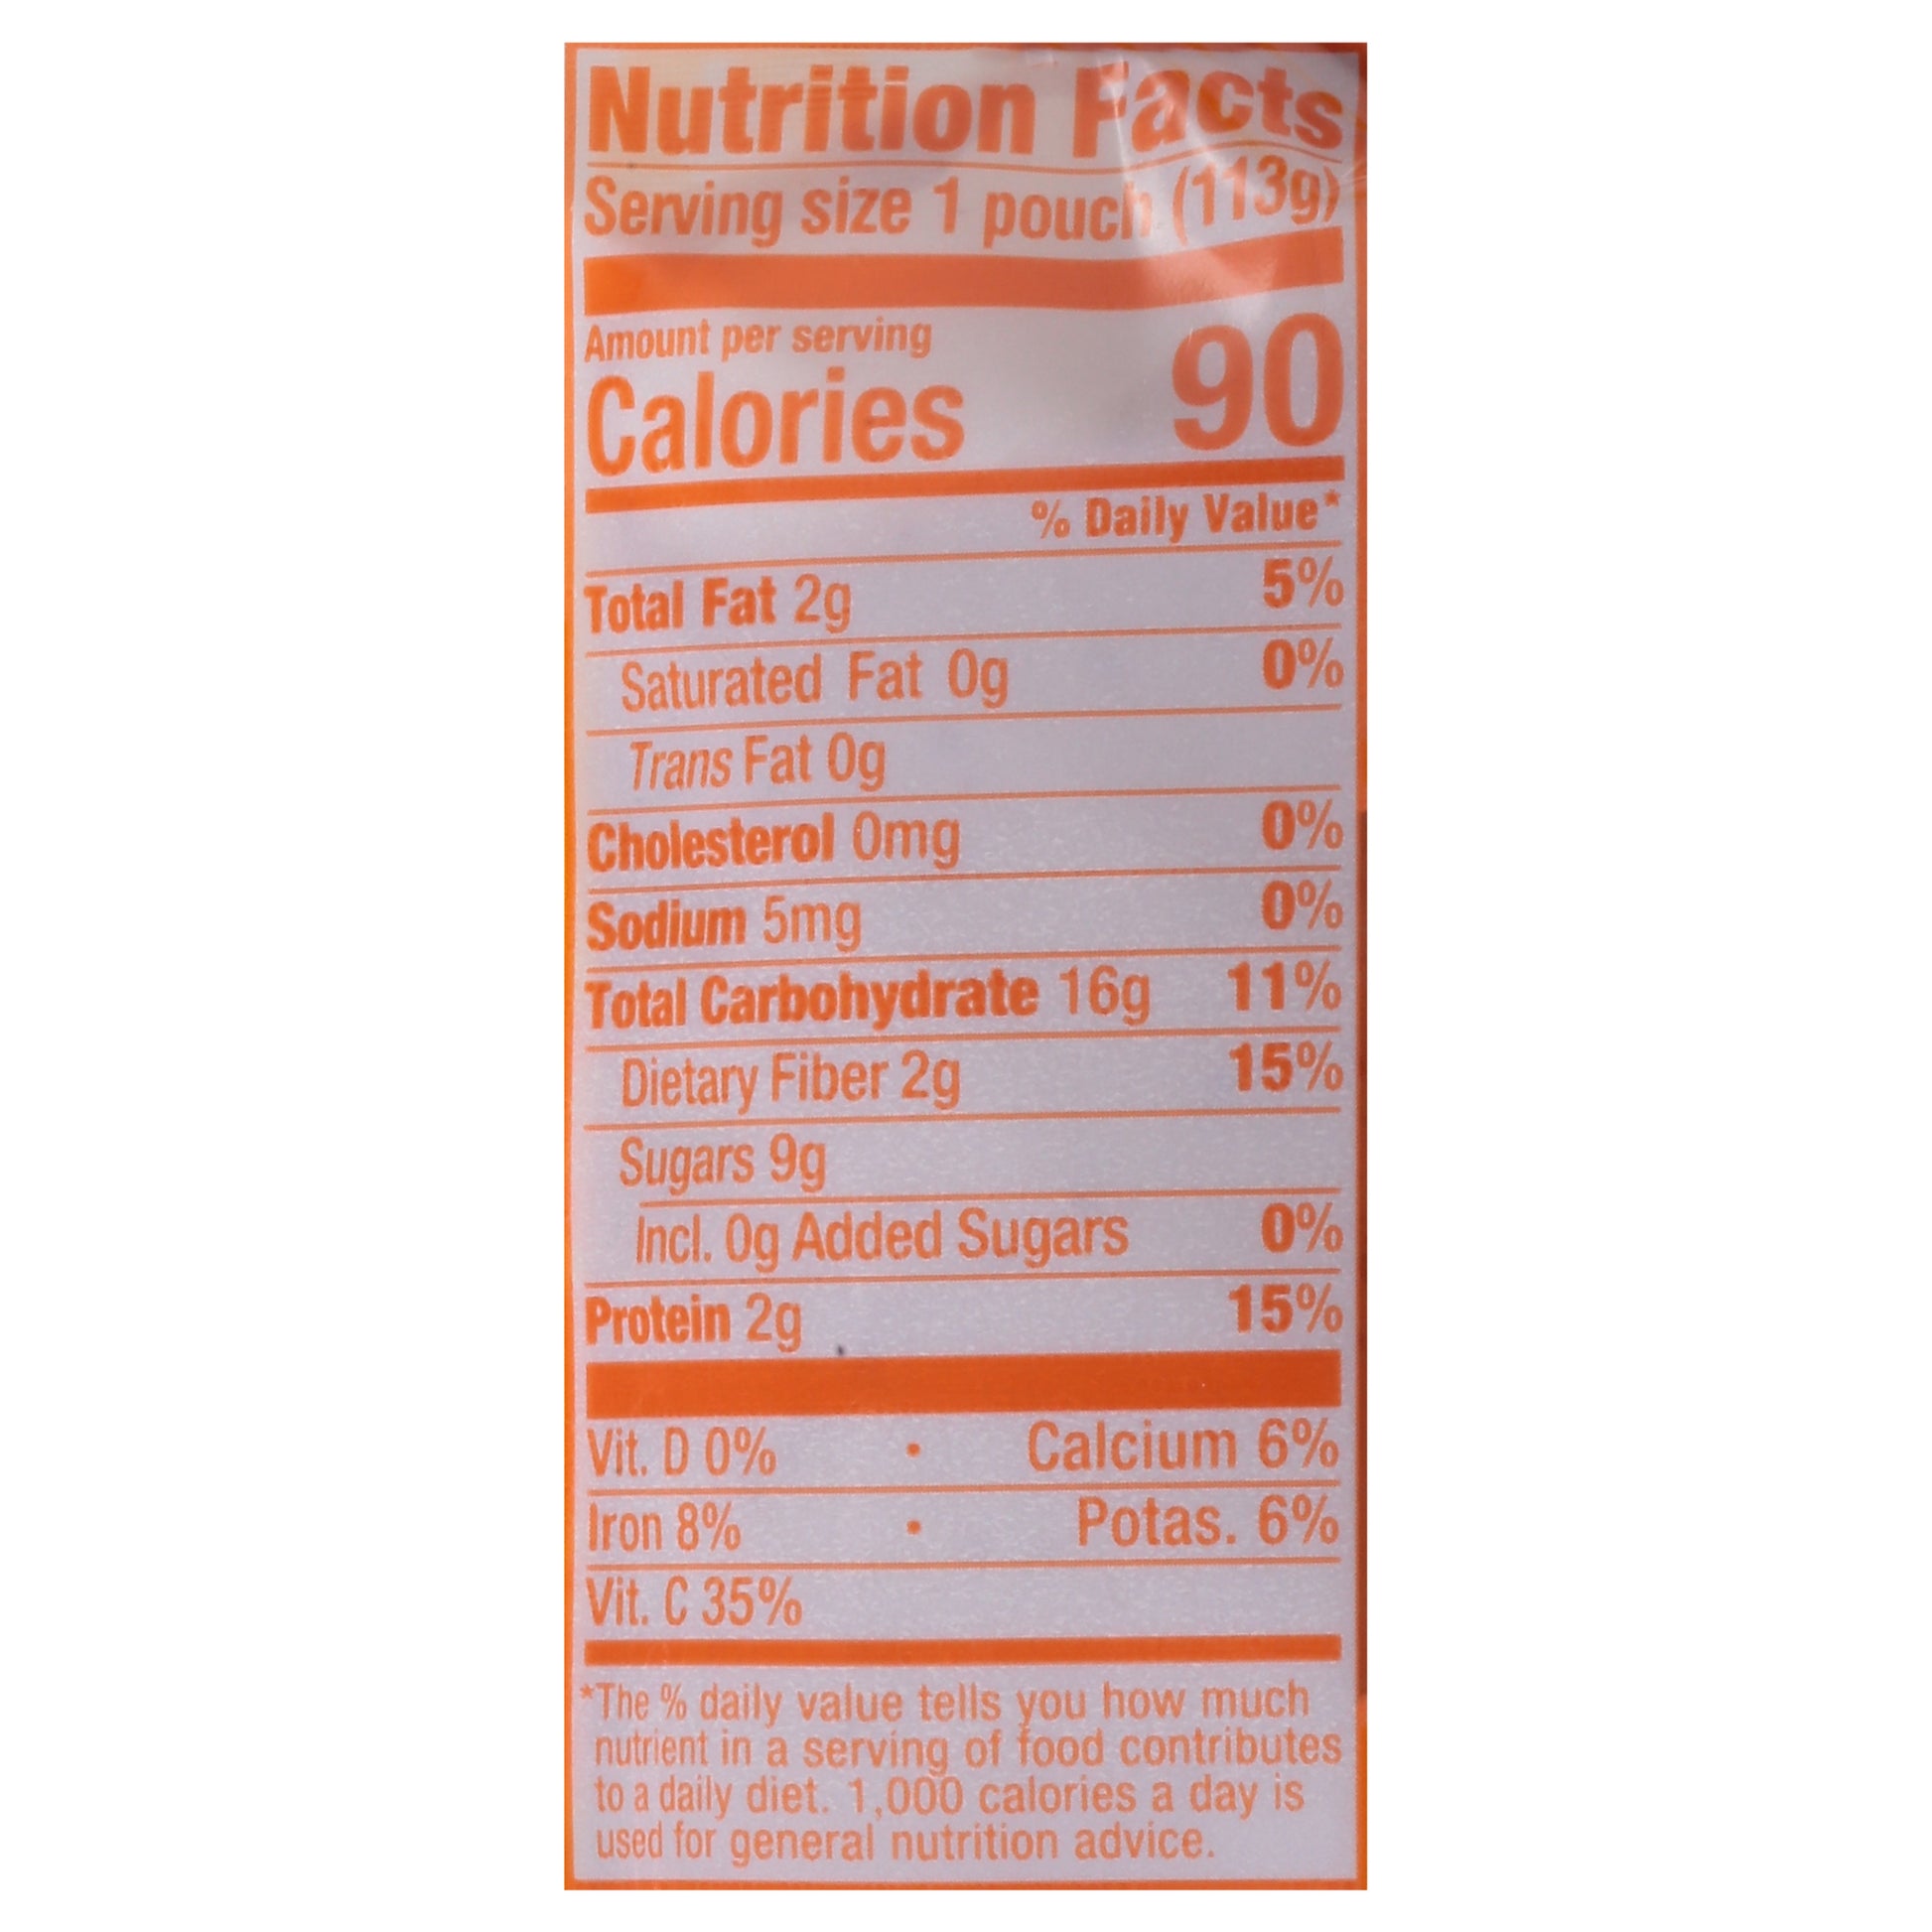 Nutrition Facts
Serving size 1 pouch (113g)
Amount per serving
Calories 90
% Daily Value*
Total Fat 2g 5%
Saturated Fat 0g 0%
Trans Fat 0g
Cholesterol 0mg 0%
Sodium 5mg 0%
Total Carbohydrate 16g 11%
Dietary Fiber 2g 15%
Sugars 9g
Incl. 0g Added Sugars 0%
Protein 2g 15%
Vit. D 0% • Calcium 6%
Iron 8% • Potas. 6%
Vit. C 35%
*The % daily value tells you how much
nutrient in a serving of food contributes
to a daily diet. 1,000 calories a day is
used for general nutrition advice.